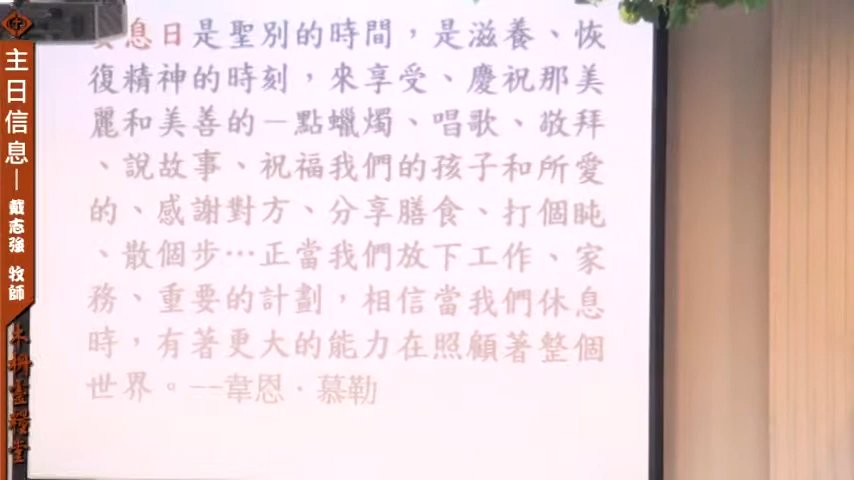 息日是聖別的時間，是滋養、恢
復精神的時刻，來享受、慶祝那美
麗和美善的－點蠟燭、唱歌、敬拜
、說故事、祝福我們的孩子和所愛
的、感謝對方、分享膳食、打個盹
、散個步…正當我們放下工作、家
務、重要的計劃，相信當我們休息
時，有著更大的能力在照顧著整個
世界。--韋恩．慕勒
主日信息－戴志強 牧師
靈糧堂